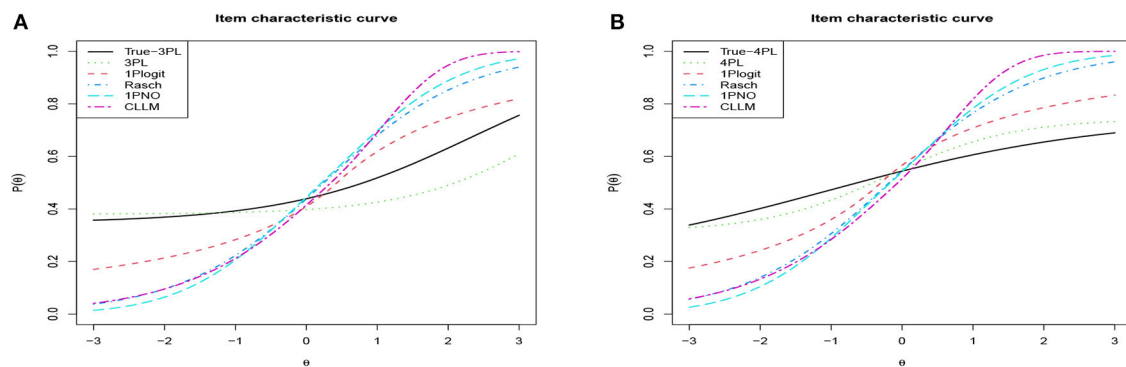 A
Item characteristic curve
True−3PL
3PL
1Plogit
Rasch
1PNO
CLLM
P(θ)
1.0
0.8
0.6
0.4
0.2
0.0
−3 −2 −1 0 1 2 3
θ
B
Item characteristic curve
True−4PL
4PL
1Plogit
Rasch
1PNO
CLLM
P(θ)
1.0
0.8
0.6
0.4
0.2
0.0
−3 −2 −1 0 1 2 3
θ